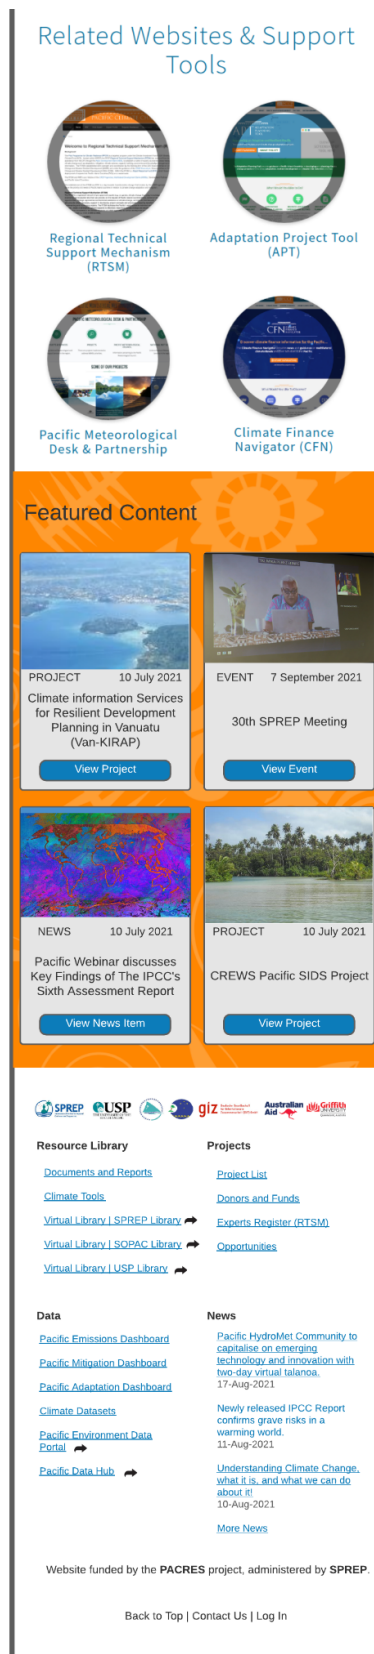 Related Websites & Support
Tools
Regional Technical
Support Mechanism
(RTSM)
Adaptation Project Tool
(APT)
PACIFIC METEOROLOGICAL DESK & PARTNERSHIP
SOME OF OUR PROJECTS
CFN
Pacific Meteorological
Desk & Partnership
Climate Finance
Navigator (CFN)
Featured Content
PROJECT 10 July 2021
Climate information Services
for Resilient Development
Planning in Vanuatu
(Van-KIRAP)
View Project
EVENT 7 September 2021
30th SPREP Meeting
View Event
NEWS 10 July 2021
Pacific Webinar discusses
Key Findings of The IPCC's
Sixth Assessment Report
View News Item
PROJECT 10 July 2021
CREWS Pacific SIDS Project
View Project
SPREP
USP
giz
Australian
Aid
Griffith
UNIVERSITY
Resource Library
Documents and Reports
Climate Tools
Virtual Library | SPREP Library
Virtual Library | SOPAC Library
Virtual Library | USP Library
Projects
Project List
Donors and Funds
Experts Register (RTSM)
Opportunities
Data
Pacific Emissions Dashboard
Pacific Mitigation Dashboard
Pacific Adaptation Dashboard
Climate Datasets
Pacific Environment Data
Portal
Pacific Data Hub
News
Pacific HydroMet Community to
capitalise on emerging
technology and innovation with
two-day virtual talanoa.
17-Aug-2021
Newly released IPCC Report
confirms grave risks in a
warming world.
11-Aug-2021
Understanding Climate Change,
what it is, and what we can do
about it!
10-Aug-2021
More News
Website funded by the PACRES project, administered by SPREP.
Back to Top | Contact Us | Log In